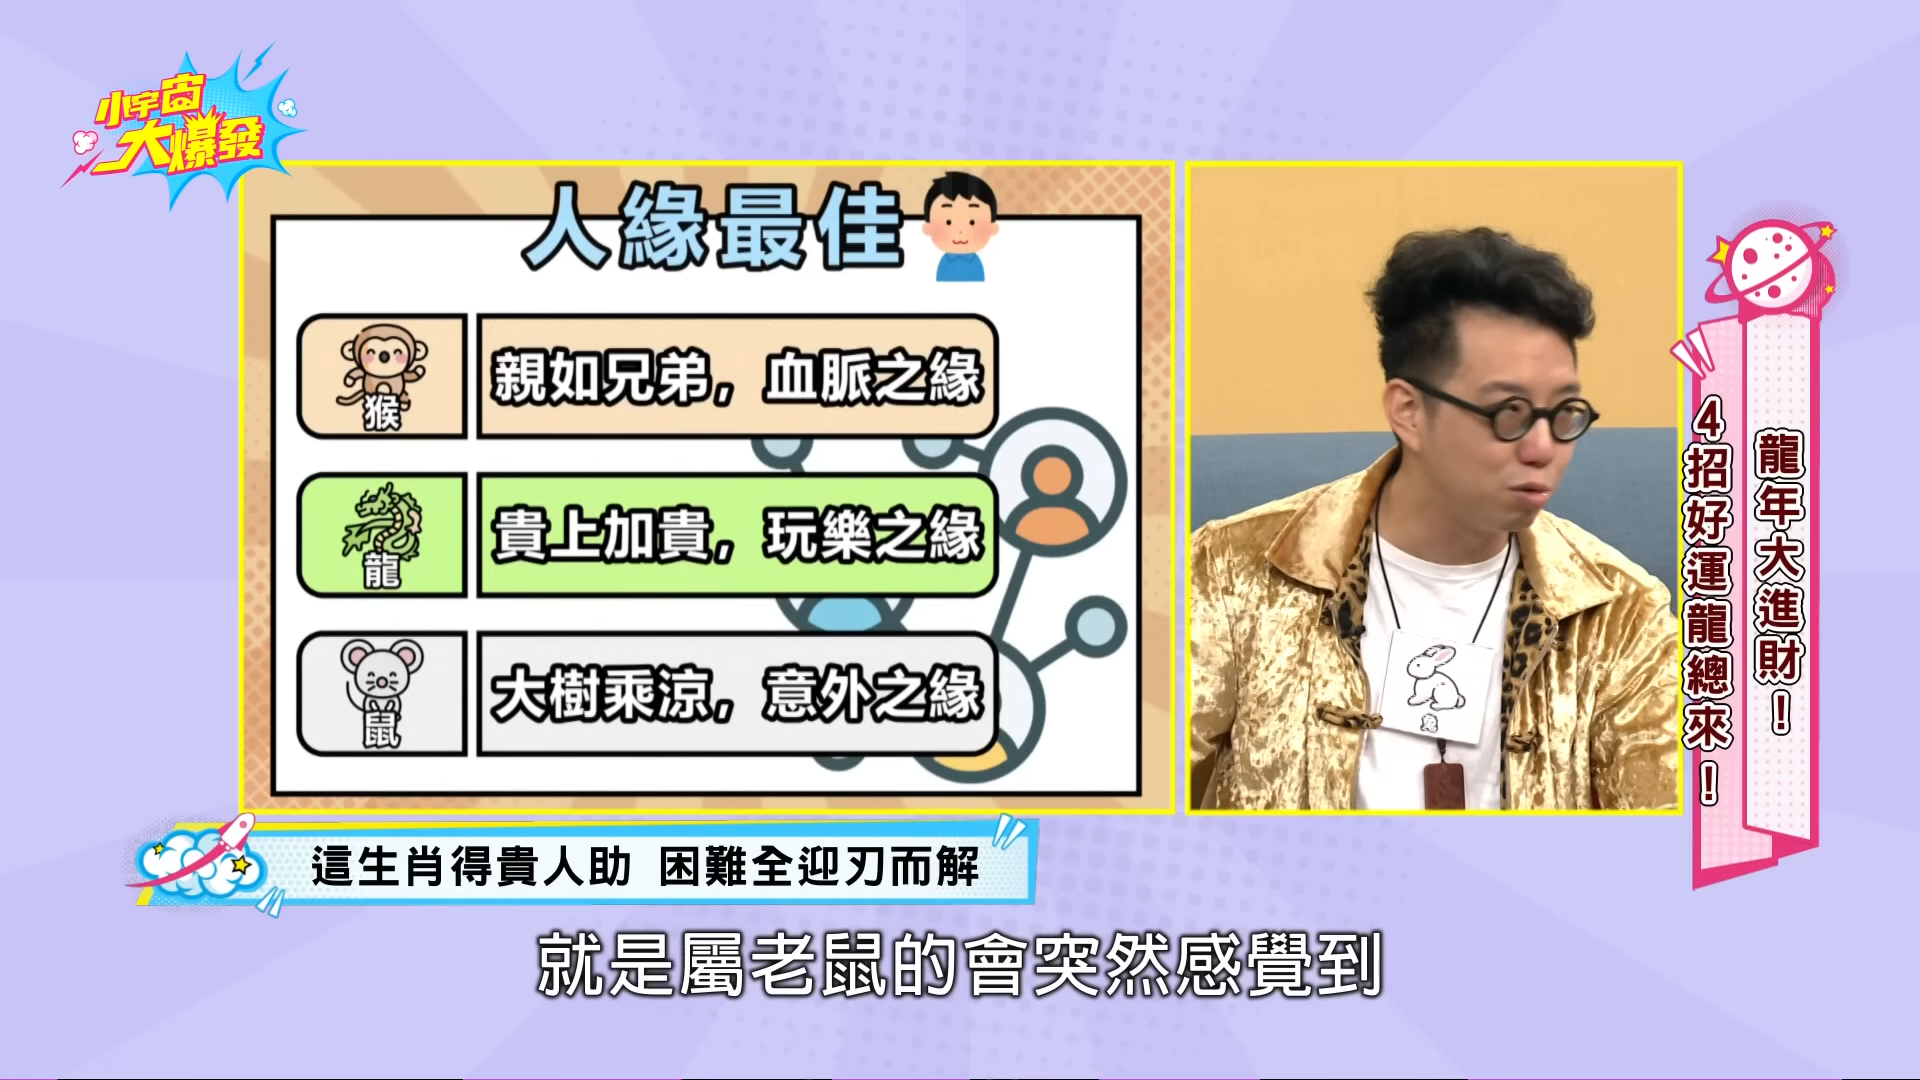 小宇宙
大爆發
人緣最佳
猴
親如兄弟，血脈之緣
龍
貴上加貴，玩樂之緣
鼠
大樹乘涼，意外之緣
兔
龍年大進財！
4招好運龍總來！
這生肖得貴人助 困難全迎刃而解
就是屬老鼠的會突然感覺到